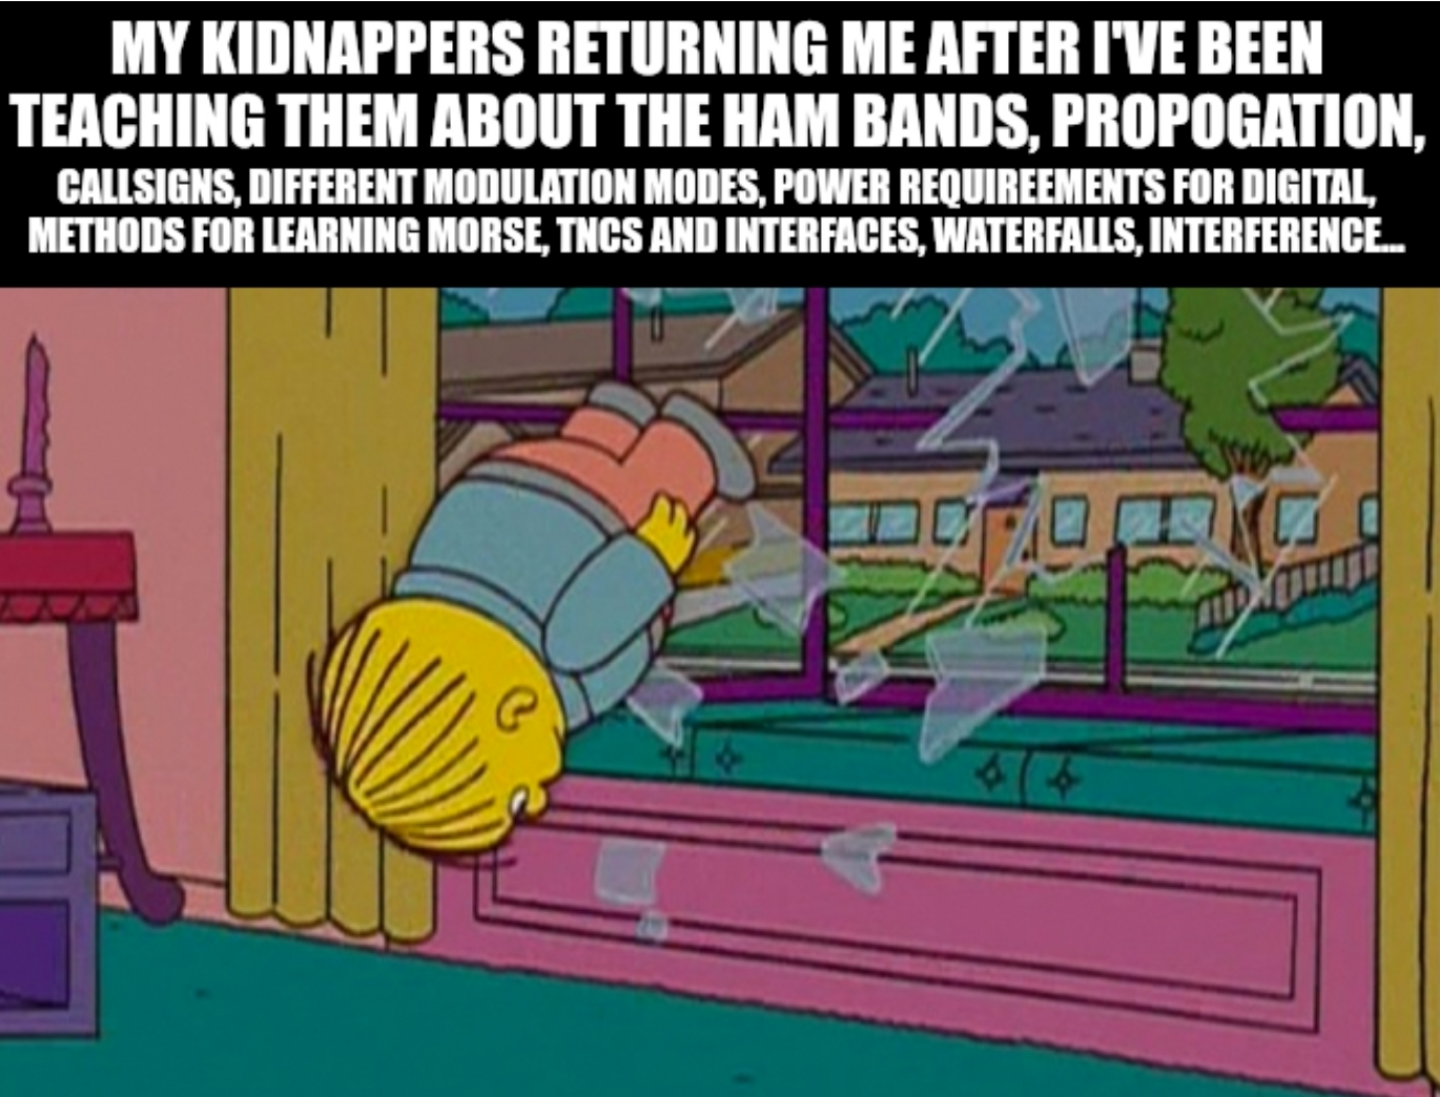 MY KIDNAPPERS RETURNING ME AFTER I'VE BEEN
TEACHING THEM ABOUT THE HAM BANDS, PROPOGATION,
CALLSIGNS, DIFFERENT MODULATION MODES, POWER REQUIREEMENTS FOR DIGITAL,
METHODS FOR LEARNING MORSE, TNCS AND INTERFACES, WATERFALLS, INTERFERENCE...